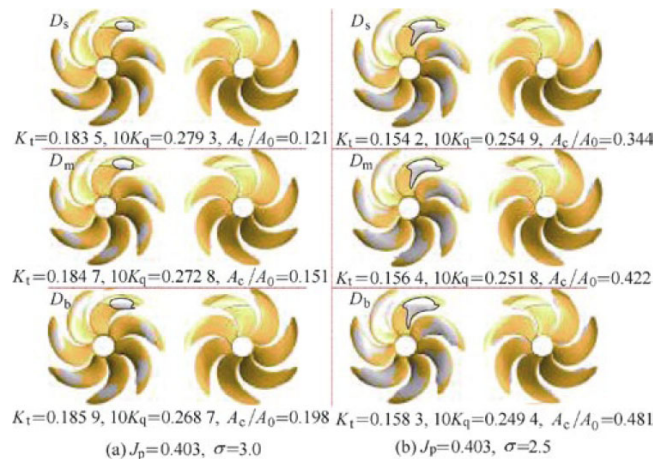 Ds Ds
Kt=0.183 5, 10Kq=0.279 3, Ac/A0=0.121 Kt=0.154 2, 10Kq=0.254 9, Ac/A0=0.344
Dm Dm
Kt=0.184 7, 10Kq=0.272 8, Ac/A0=0.151 Kt=0.156 4, 10Kq=0.251 8, Ac/A0=0.422
Db Db
Kt=0.185 9, 10Kq=0.268 7, Ac/A0=0.198 Kt=0.158 3, 10Kq=0.249 4, Ac/A0=0.481
(a) Jp=0.403, σ=3.0 (b) Jp=0.403, σ=2.5